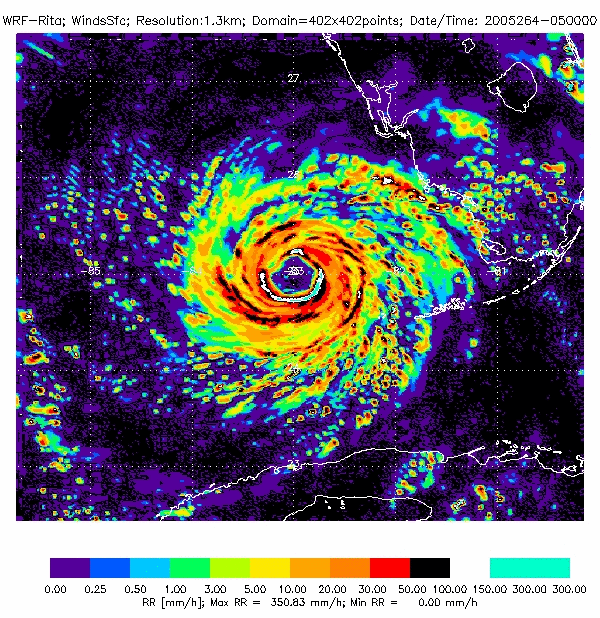 WRF-Rita; WindsSfc; Resolution:1.3km; Domain=402x402points; Date/Time: 2005264-050000
27
-85
-81
0.00 0.25 0.50 1.00 3.00 5.00 10.00 20.00 30.00 50.00 100.00 150.00 300.00 300.00
RR [mm/h]; Max RR = 350.83 mm/h; Min RR = 0.00 mm/h